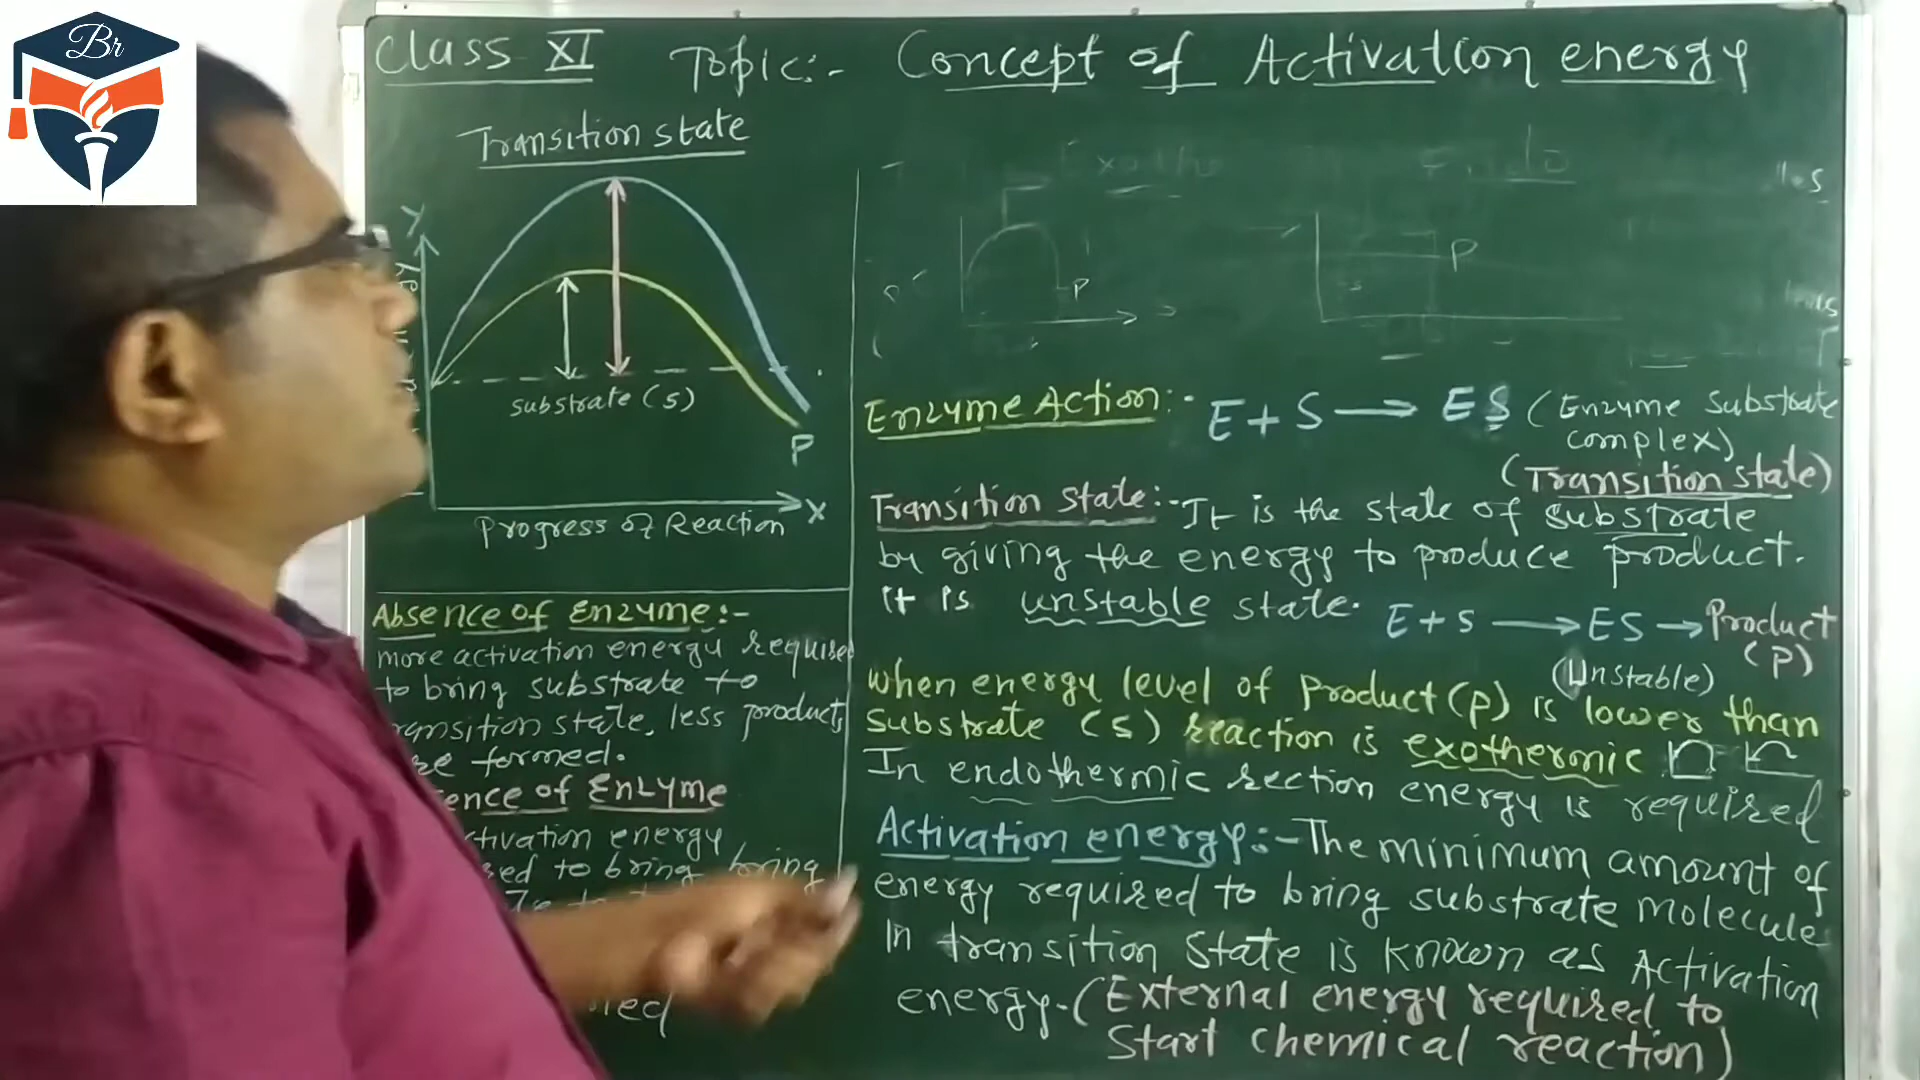 Br
Class XI Topic:- Concept of Activation energy
Transition state
Y
substrate (s)
P
X
Progress of Reaction
Absence of Enzyme:-
more activation energy required
to bring substrate to
transition state, less products
formed.
Enzyme
energy
to bring bring
Exothe Endo
P
P
Enzyme Action:- E + S → ES (Enzyme Substrate
complex)
(Transition state)
Transition state:- It is the state of substrate
by giving the energy to produce product.
it is unstable state. E + S → ES → Product
(P)
(Unstable)
when energy level of product (p) is lower than
substrate (s) reaction is exothermic
In endothermic rection energy is required
Activation energy:- The minimum amount of
energy required to bring substrate molecule
In transition state is known as Activation
energy. (External energy required to
start chemical reaction)